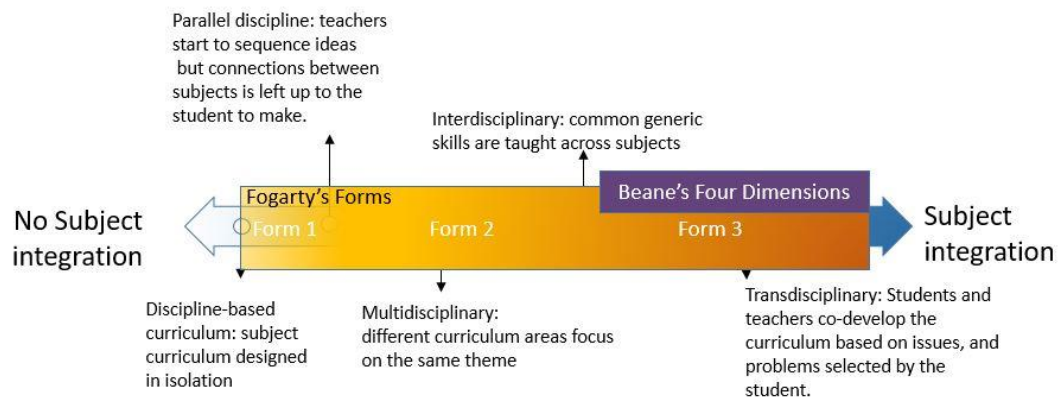 Parallel discipline: teachers
start to sequence ideas
but connections between
subjects is left up to the
student to make.
Interdisciplinary: common generic
skills are taught across subjects
Fogarty's Forms
Beane's Four Dimensions
No Subject
integration
Form 1
Form 2
Form 3
Subject
integration
Discipline-based
curriculum: subject
curriculum designed
in isolation
Multidisciplinary:
different curriculum areas focus
on the same theme
Transdisciplinary: Students and
teachers co-develop the
curriculum based on issues, and
problems selected by the
student.